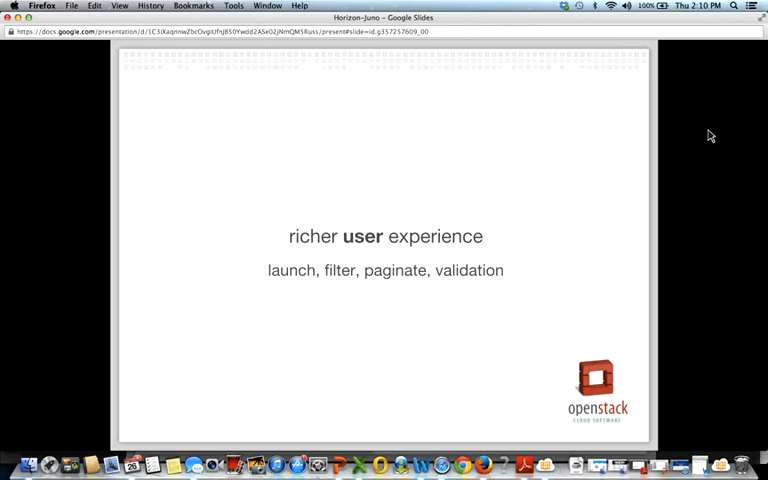 Firefox File Edit View History Bookmarks Tools Window Help 100% Thu 2:10 PM
Horizon-Juno – Google Slides
richer user experience
launch, filter, paginate, validation
openstack
CLOUD SOFTWARE
26